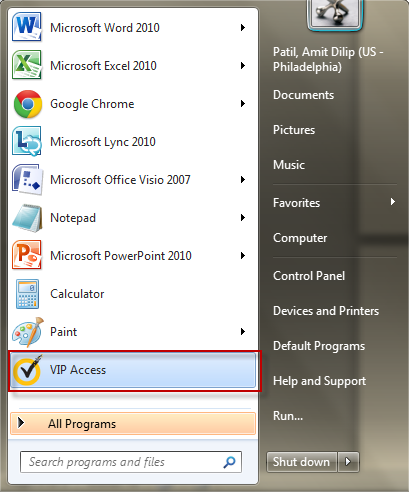 Microsoft Word 2010
Microsoft Excel 2010
Google Chrome
Microsoft Lync 2010
Microsoft Office Visio 2007
Notepad
Microsoft PowerPoint 2010
Calculator
Paint
VIP Access
All Programs
Search programs and files
Patil, Amit Dilip (US -
Philadelphia)
Documents
Pictures
Music
Favorites
Computer
Control Panel
Devices and Printers
Default Programs
Help and Support
Run...
Shut down